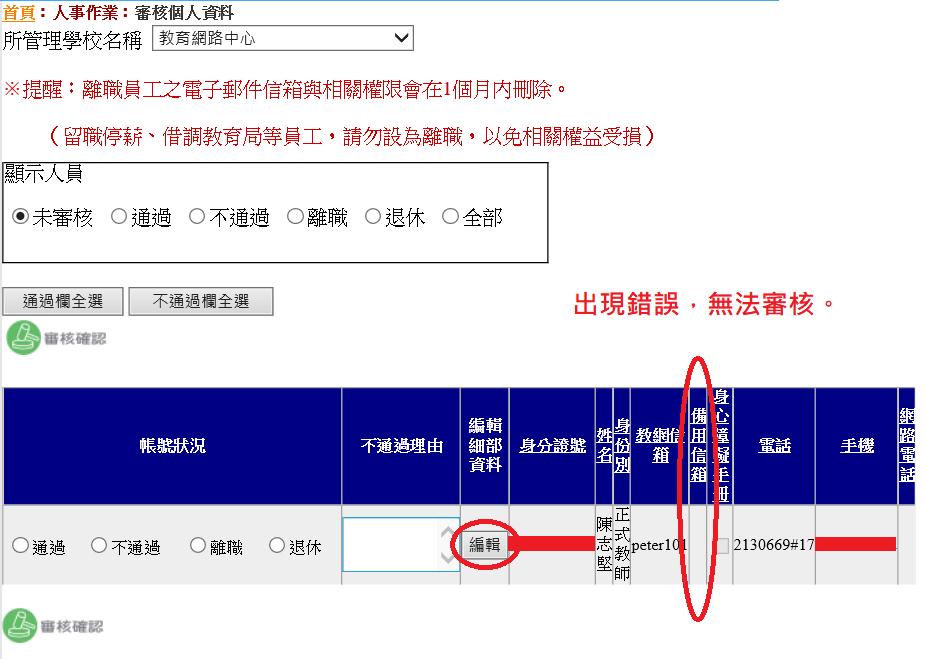 首頁：人事作業：審核個人資料
所管理學校名稱 教育網路中心
※提醒：離職員工之電子郵件信箱與相關權限會在1個月內刪除。
（留職停薪、借調教育局等員工，請勿設為離職，以免相關權益受損）
顯示人員
未審核 通過 不通過 離職 退休 全部
通過欄全選 不通過欄全選
出現錯誤，無法審核。
審核確認
帳號狀況 不通過理由 編輯細部資料 身分證號 姓名 身份別 教網信箱 備用信箱 身心障礙手冊 電話 手機 網路電話
通過 不通過 離職 退休 編輯 陳志堅 正式教師 peter101 2130669#17
審核確認